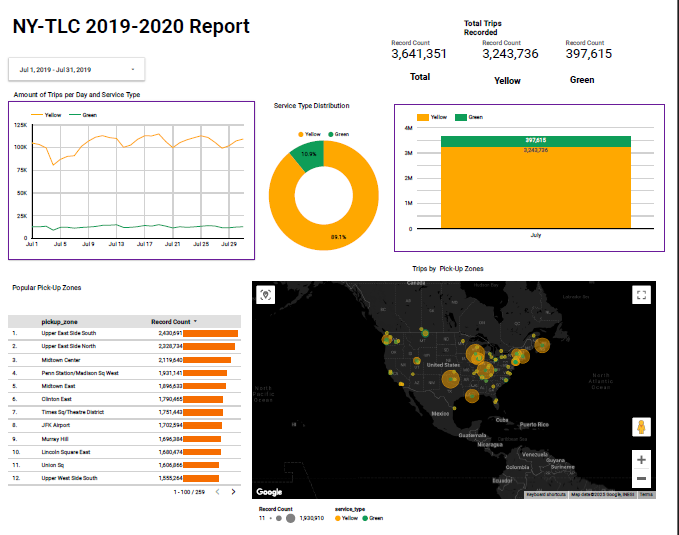 NY-TLC 2019-2020 Report
Total Trips
Recorded
Record Count
3,641,351
Total
Record Count
3,243,736
Yellow
Record Count
397,615
Green
Jul 1, 2019 - Jul 31, 2019
Amount of Trips per Day and Service Type
Yellow Green
125K
100K
75K
50K
25K
0
Jul 1 Jul 5 Jul 9 Jul 13 Jul 17 Jul 21 Jul 25 Jul 29
Service Type Distribution
Yellow Green
10.9%
89.1%
Yellow Green
4M
3M
2M
1M
0
397,615
3,243,736
July
Popular Pick-Up Zones
pickup_zone Record Count
1. Upper East Side South 2,430,691
2. Upper East Side North 2,328,734
3. Midtown Center 2,119,640
4. Penn Station/Madison Sq West 1,931,141
5. Midtown East 1,896,633
6. Clinton East 1,790,465
7. Times Sq/Theatre District 1,751,443
8. JFK Airport 1,702,594
9. Murray Hill 1,696,384
10. Lincoln Square East 1,680,474
11. Union Sq 1,606,866
12. Upper West Side South 1,555,264
1 - 100 / 259
Trips by Pick-Up Zones
Canada
Hudson Bay
Labrador Sea
United States
North
Pacific
Ocean
North
Atlantic
Ocean
Mexico
Cuba
Puerto Rico
Guatemala
Caribbean Sea
Nicaragua
Venezuela
Guyana
Colombia
Suriname
Ecuador
Google
Keyboard shortcuts Map data ©2025 Google, INEGI Terms
Record Count
11 1,930,910
service_type
Yellow Green